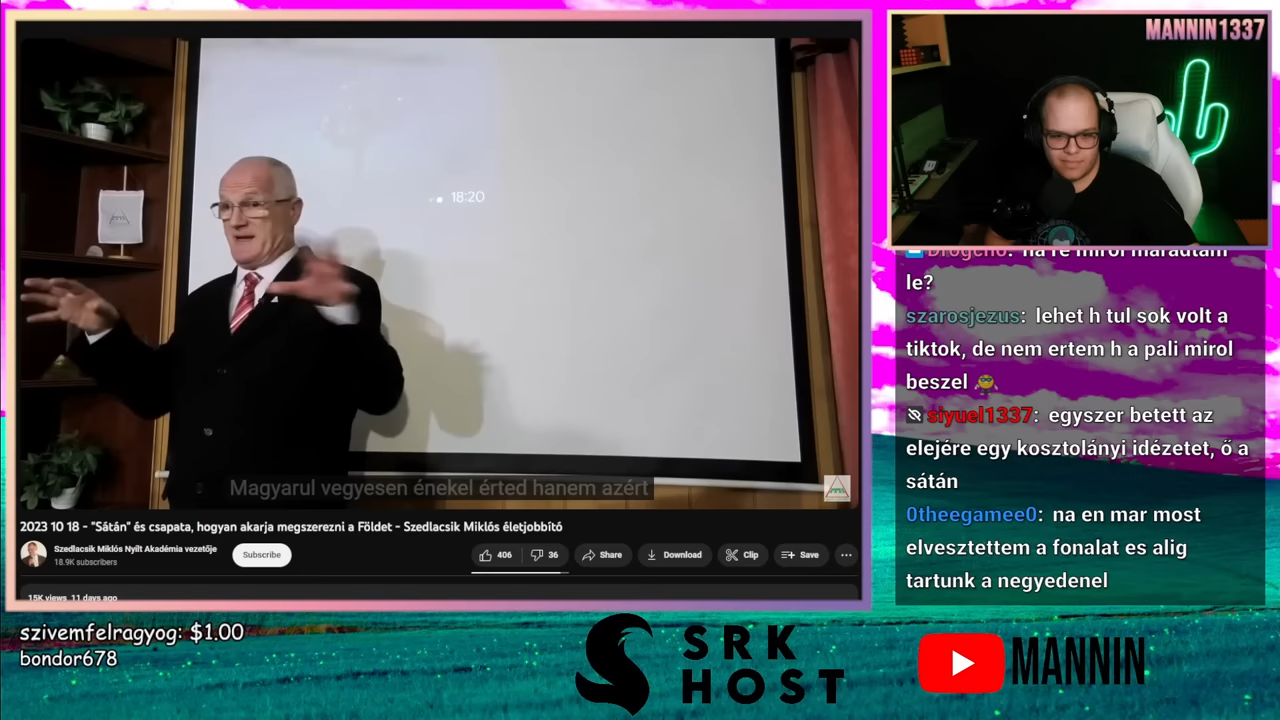 18:20
Magyarul vegyesen énekel érted hanem azért
2023 10 18 - "Sátán" és csapata, hogyan akarja megszerezni a Földet - Szedlacsik Miklós életjobbító
Szedlacsik Miklós Nyílt Akadémia vezetője
18.9K subscribers
Subscribe
406
36
Share
Download
Clip
Save
15K views 11 days ago
MANNIN1337
Drogeno: na re miről maradtam
le?
szarosjezus: lehet h tul sok volt a
tiktok, de nem ertem h a pali mirol
beszel
siyuel1337: egyszer betett az
elejére egy kosztolányi idézetet, ő a
sátán
0theegamee0: na en mar most
elvesztettem a fonalat es alig
tartunk a negyedenel
szivemfelragyog: $1.00
bondor678
SRK
HOST
MANNIN